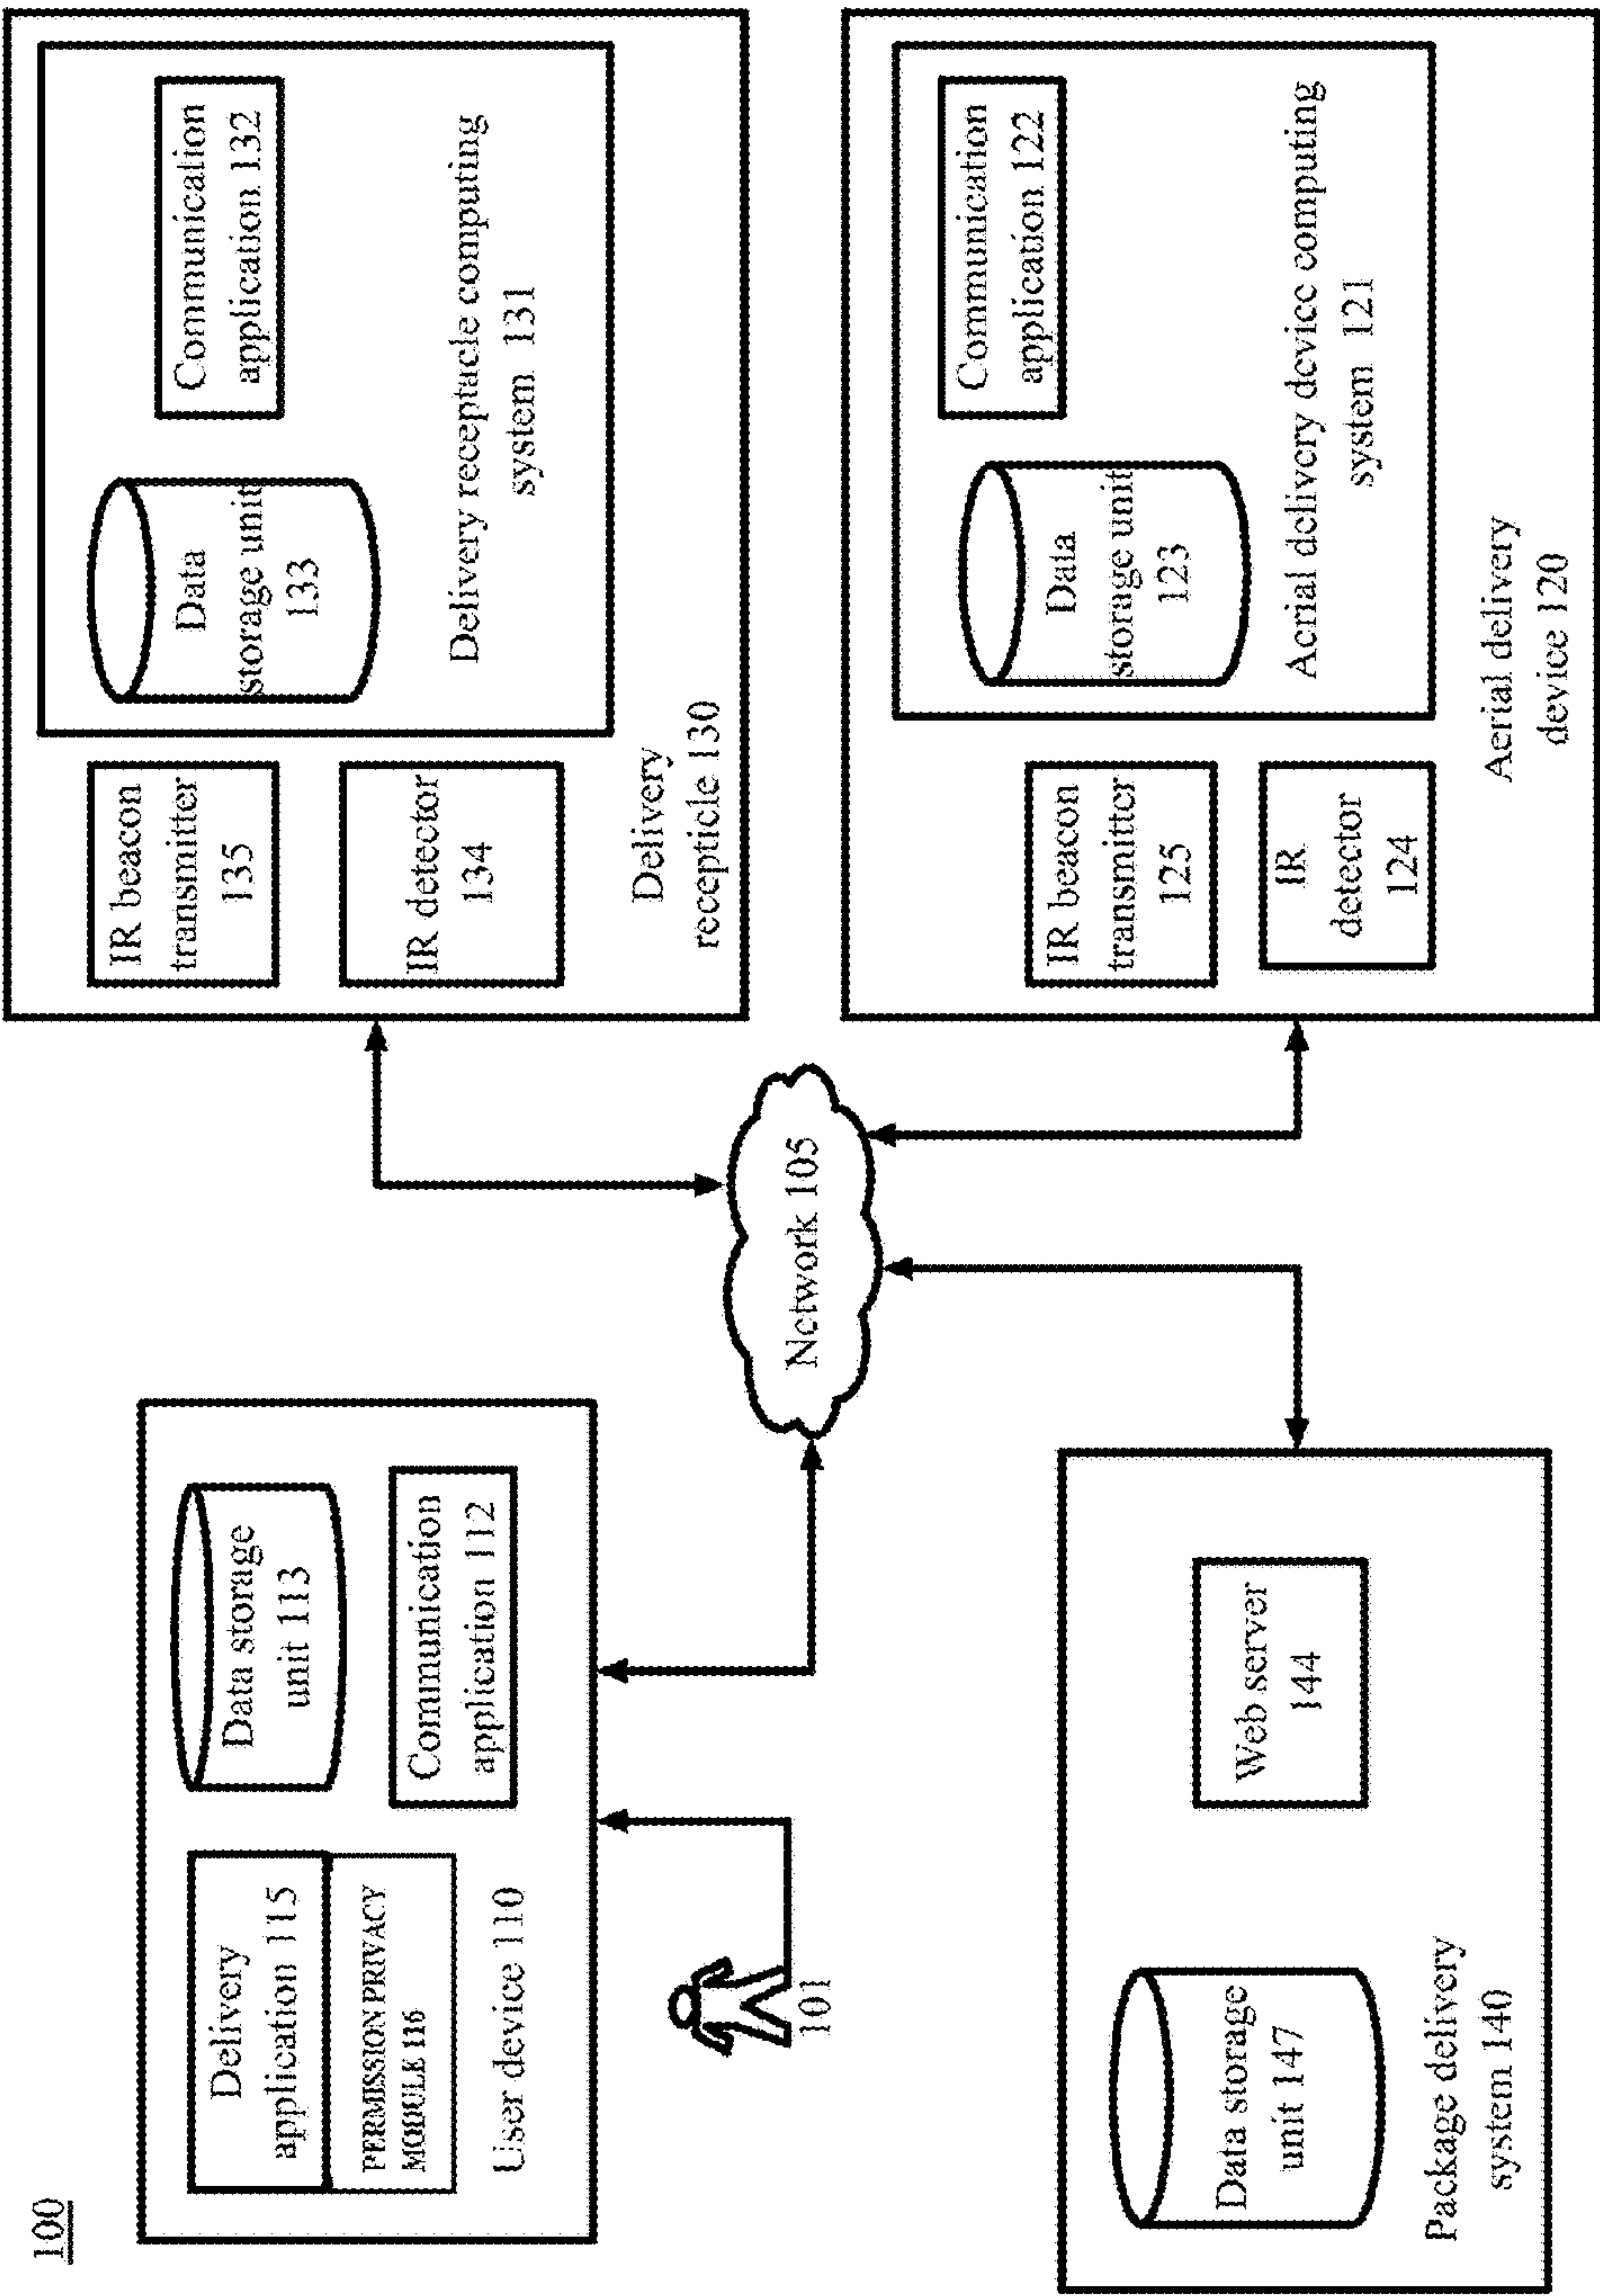 100
Delivery
application 115
PERMISSION PRIVACY
MODULE 116
Data storage
unit 113
Communication
application 112
User device 110
101
Network 105
IR beacon
transmitter
135
IR detector
134
Data
storage unit
133
Communication
application 132
Delivery receptacle computing
system 131
Delivery
recepticle 130
Data storage
unit 147
Web server
144
Package delivery
system 140
IR beacon
transmitter
125
IR
detector
124
Data
storage unit
123
Communication
application 122
Aerial delivery device computing
system 121
Aerial delivery
device 120